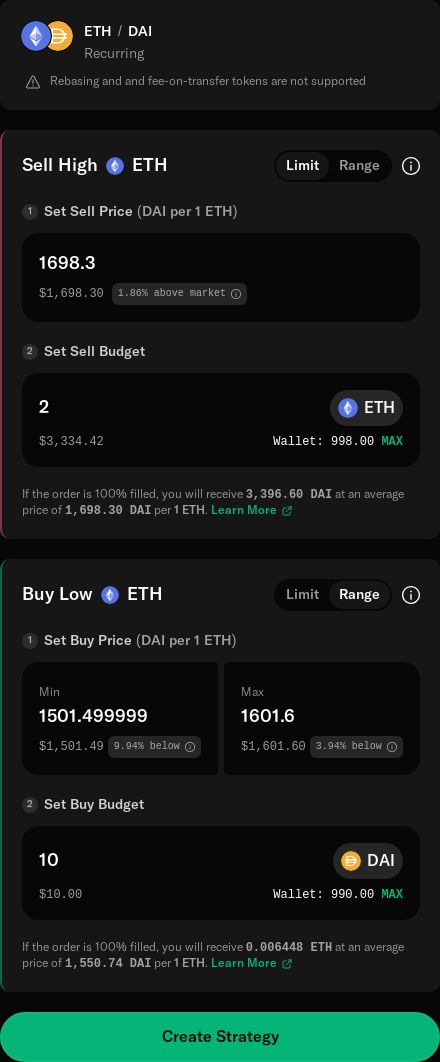 ETH / DAI
Recurring
Rebasing and and fee-on-transfer tokens are not supported
Sell High ETH Limit Range
1 Set Sell Price (DAI per 1 ETH)
1698.3
$1,698.30 1.86% above market
2 Set Sell Budget
2 ETH
$3,334.42 Wallet: 998.00 MAX
If the order is 100% filled, you will receive 3,396.60 DAI at an average
price of 1,698.30 DAI per 1 ETH. Learn More
Buy Low ETH Limit Range
1 Set Buy Price (DAI per 1 ETH)
Min Max
1501.499999 1601.6
$1,501.49 9.94% below $1,601.60 3.94% below
2 Set Buy Budget
10 DAI
$10.00 Wallet: 990.00 MAX
If the order is 100% filled, you will receive 0.006448 ETH at an average
price of 1,550.74 DAI per 1 ETH. Learn More
Create Strategy